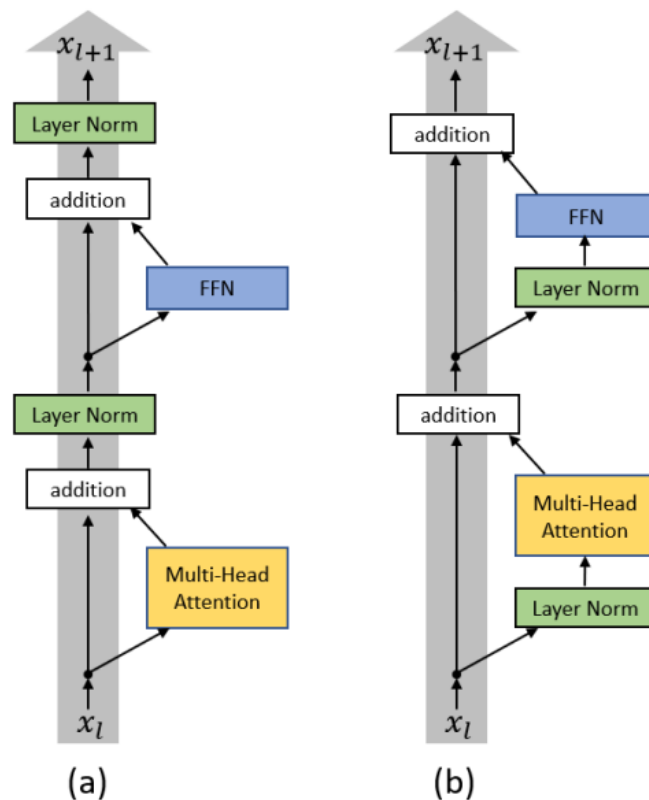 x_{l+1}
Layer Norm
addition
FFN
Layer Norm
addition
Multi-Head
Attention
x_l
(a)
x_{l+1}
addition
FFN
Layer Norm
addition
Multi-Head
Attention
Layer Norm
x_l
(b)